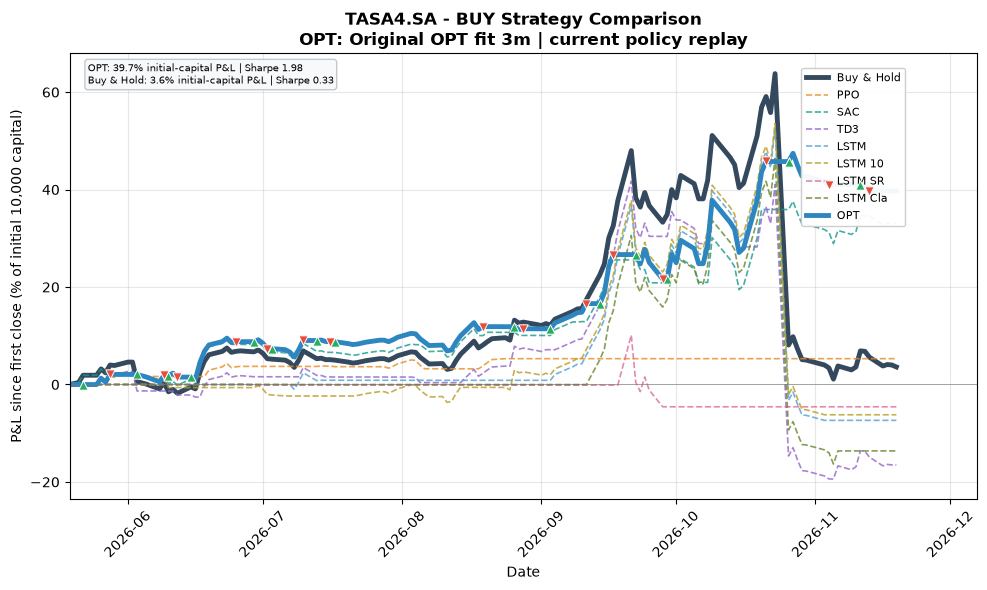 TASA4.SA - BUY Strategy Comparison
OPT: Original OPT fit 3m | current policy replay
OPT: 39.7% initial-capital P&L | Sharpe 1.98
Buy & Hold: 3.6% initial-capital P&L | Sharpe 0.33
Buy & Hold
PPO
SAC
TD3
LSTM
LSTM 10
LSTM SR
LSTM Cla
OPT
P&L since first close (% of initial 10,000 capital)
60
40
20
0
−20
2026-06
2026-07
2026-08
2026-09
2026-10
2026-11
2026-12
Date